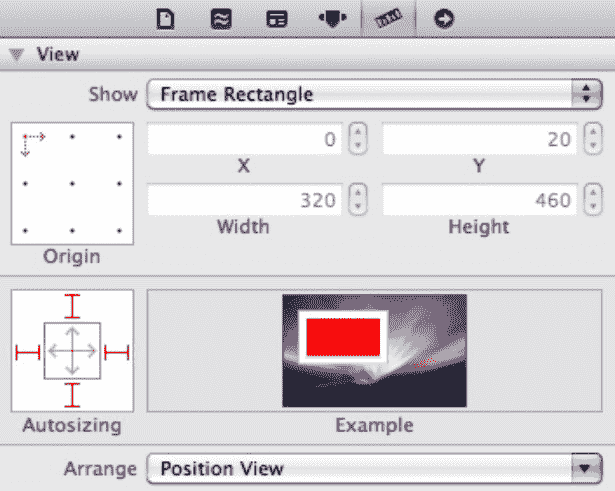 View
Show Frame Rectangle
0 20
X Y
320 460
Width Height
Origin
Autosizing Example
Arrange Position View